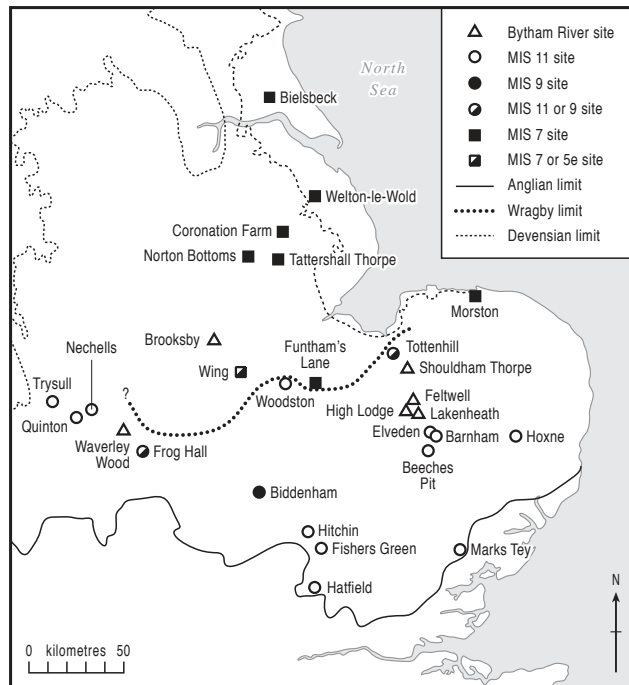 North
Sea
Bytham River site
MIS 11 site
MIS 9 site
MIS 11 or 9 site
MIS 7 site
MIS 7 or 5e site
Anglian limit
Wragby limit
Devensian limit
Bielsbeck
Welton-le-Wold
Coronation Farm
Norton Bottoms
Tattershall Thorpe
Morston
Brooksby
Tottenhill
Nechells
Wing
Funtham's
Lane
Shouldham Thorpe
Trysull
?
Woodston
Feltwell
High Lodge
Lakenheath
Quinton
Elveden
Barnham
Hoxne
Waverley
Wood
Frog Hall
Beeches
Pit
Biddenham
Hitchin
Fishers Green
Marks Tey
Hatfield
N
0 kilometres 50